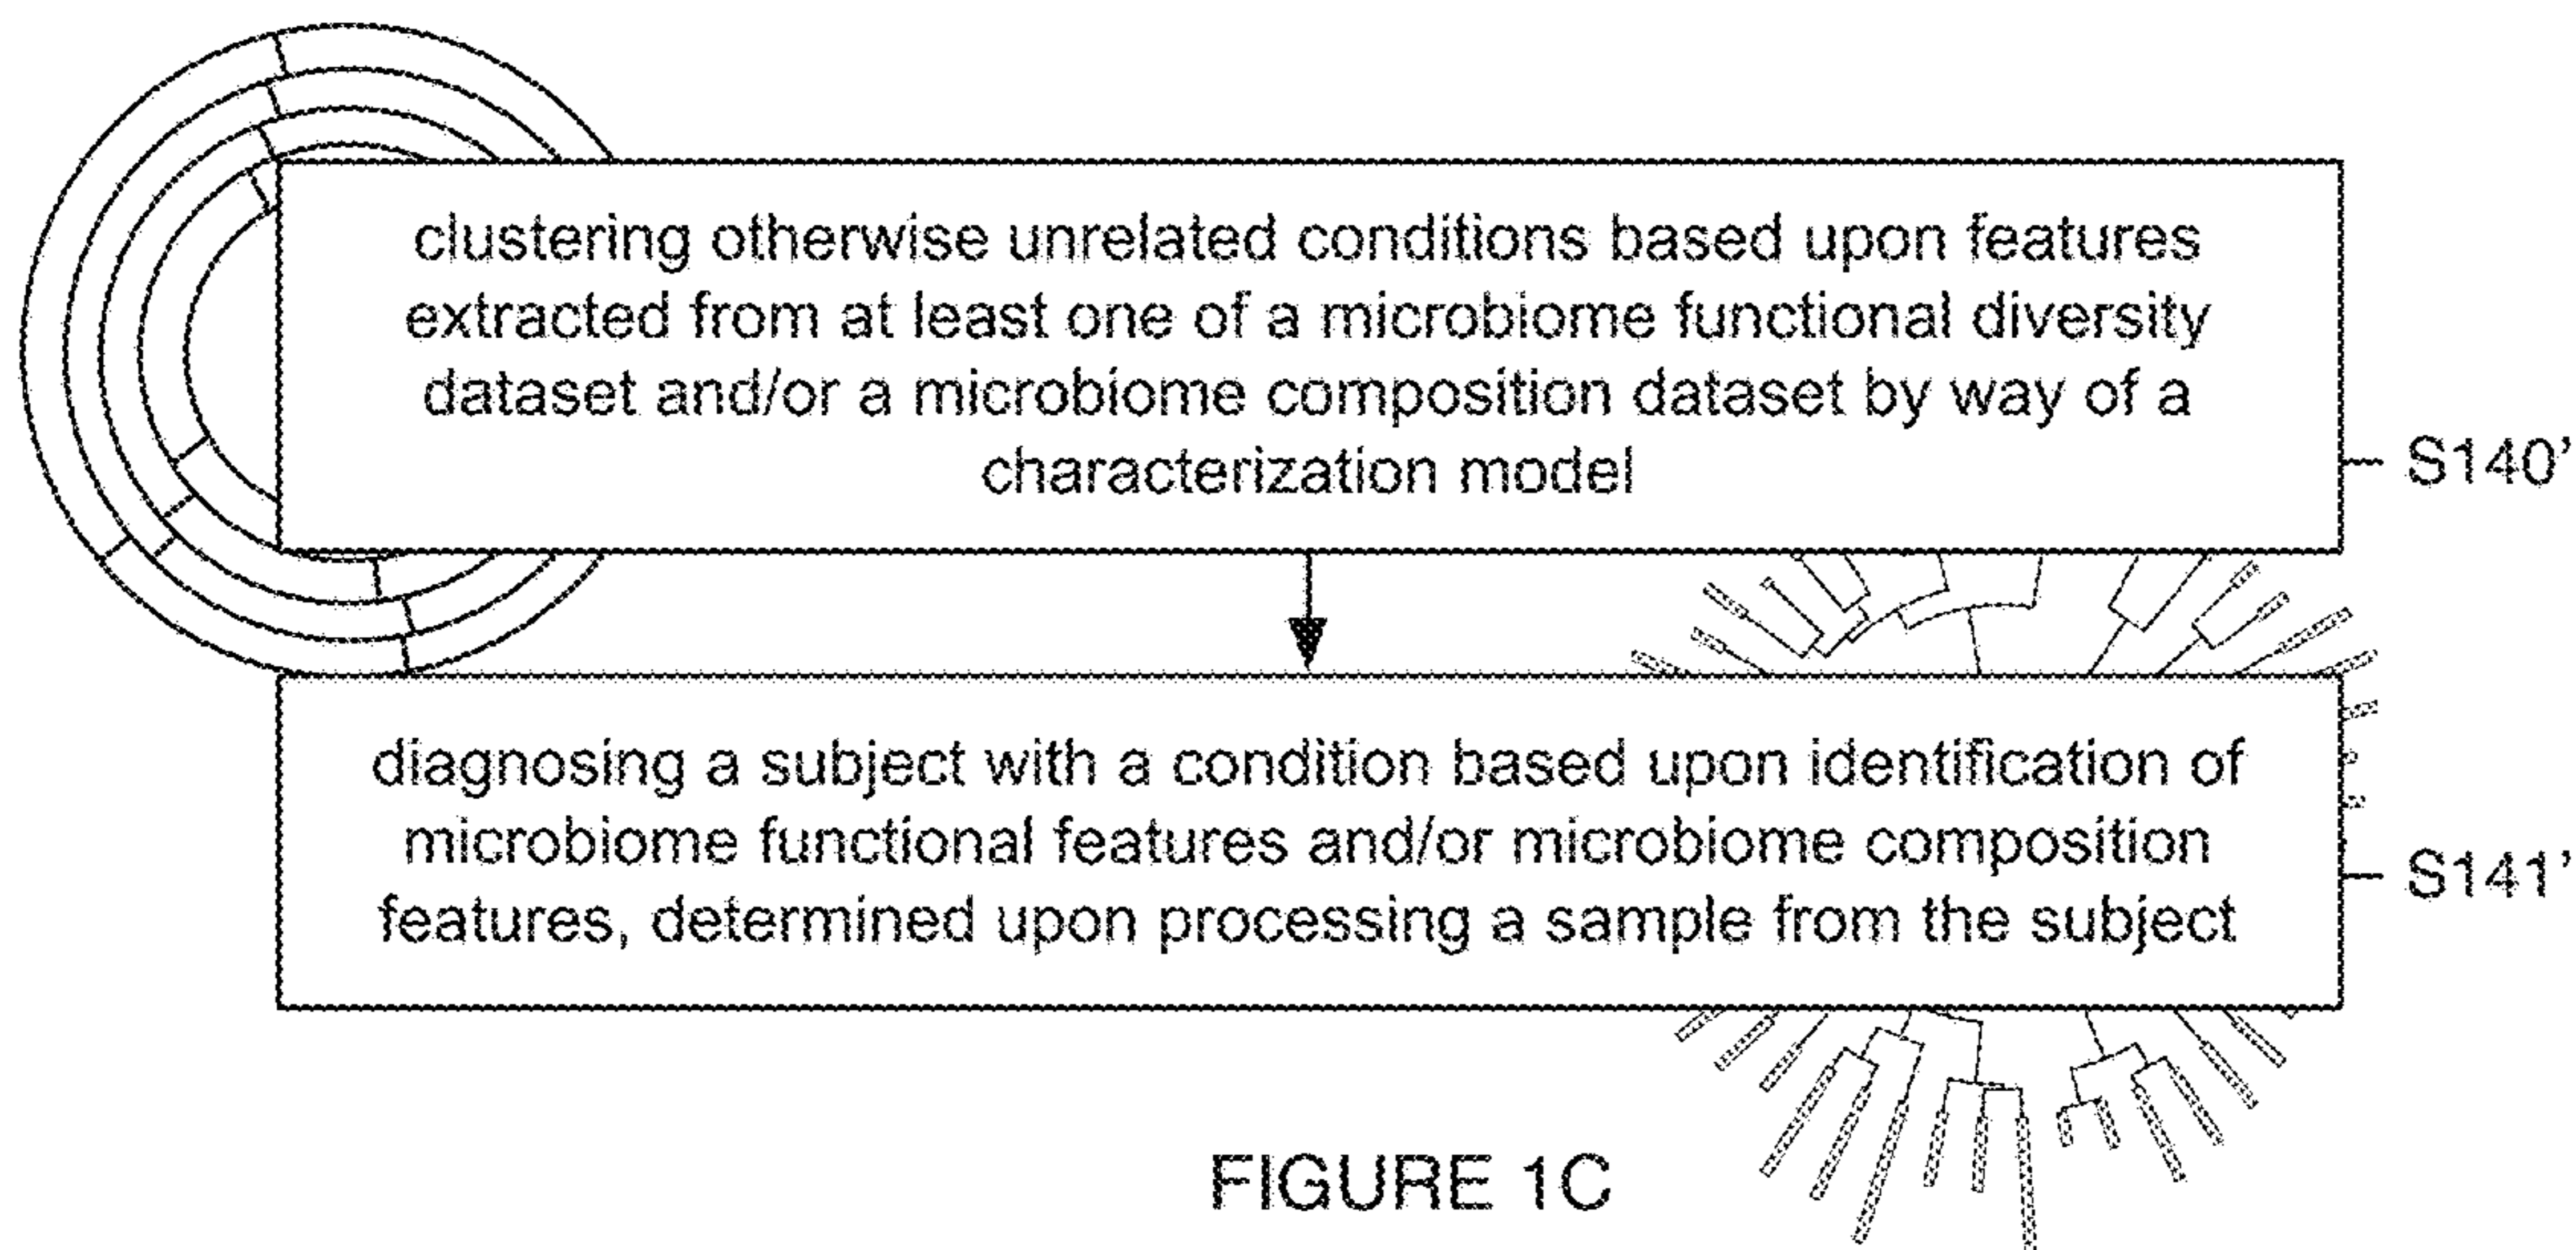 clustering otherwise unrelated conditions based upon features
extracted from at least one of a microbiome functional diversity
dataset and/or a microbiome composition dataset by way of a
characterization model
S140’
diagnosing a subject with a condition based upon identification of
microbiome functional features and/or microbiome composition
features, determined upon processing a sample from the subject
S141’
FIGURE 1C